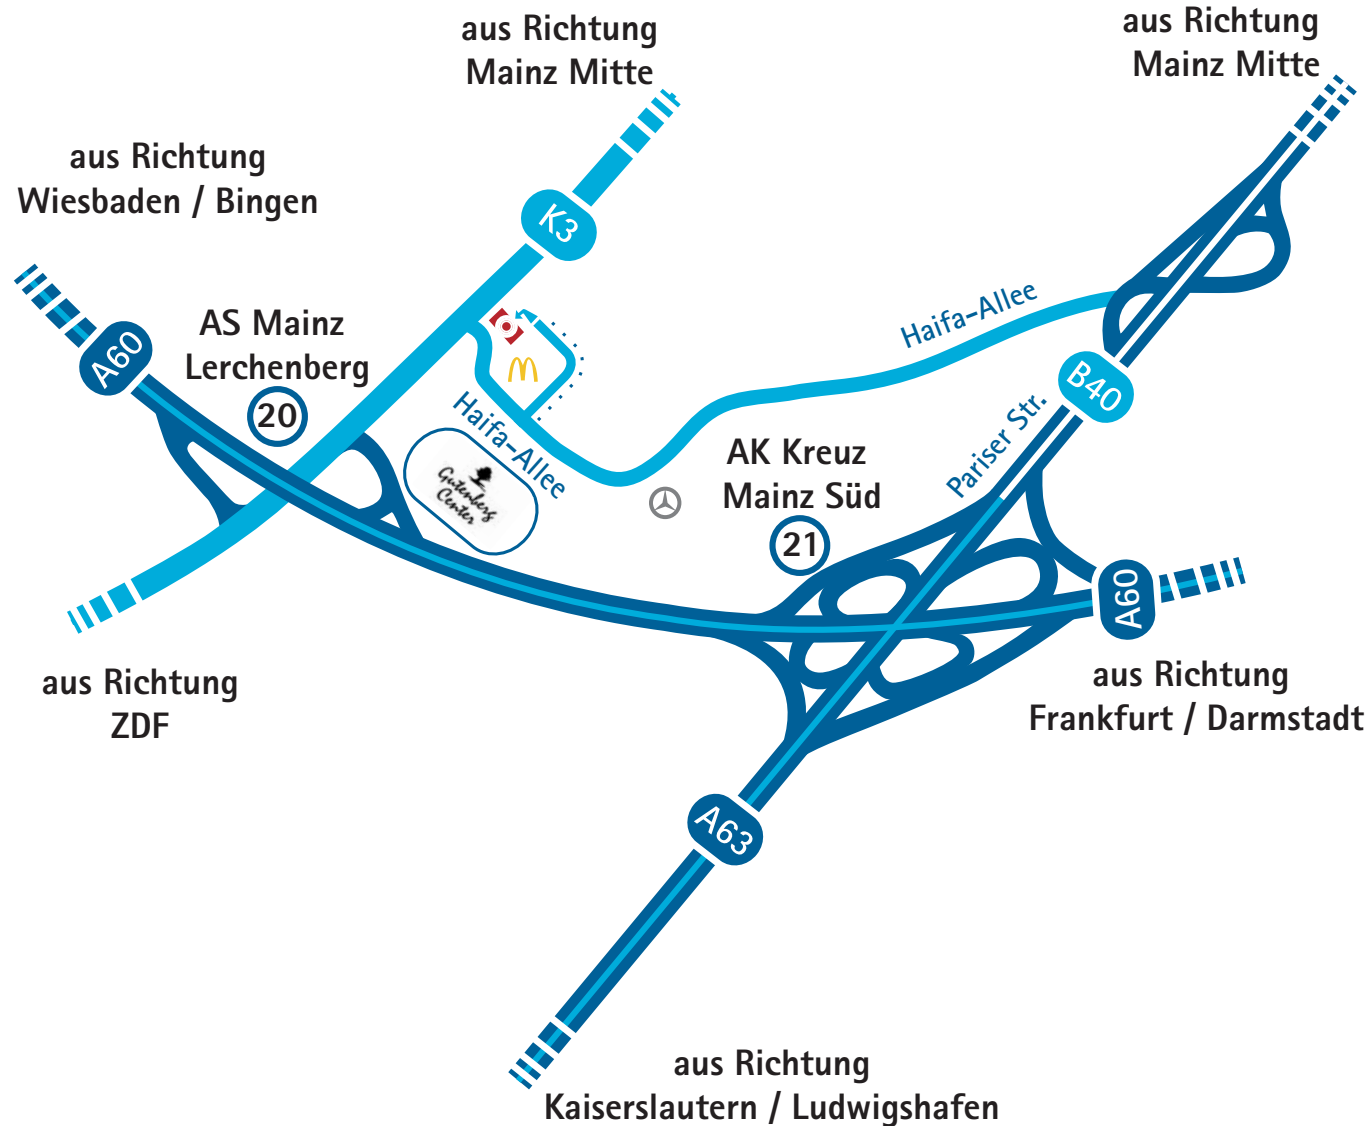 aus Richtung
Mainz Mitte
aus Richtung
Mainz Mitte
aus Richtung
Wiesbaden / Bingen
K3
A60
AS Mainz
Lerchenberg
20
Haifa-Allee
Haifa-Allee
Gutenberg
Center
B40
Pariser Str.
AK Kreuz
Mainz Süd
21
A60
aus Richtung
ZDF
aus Richtung
Frankfurt / Darmstadt
A63
aus Richtung
Kaiserslautern / Ludwigshafen